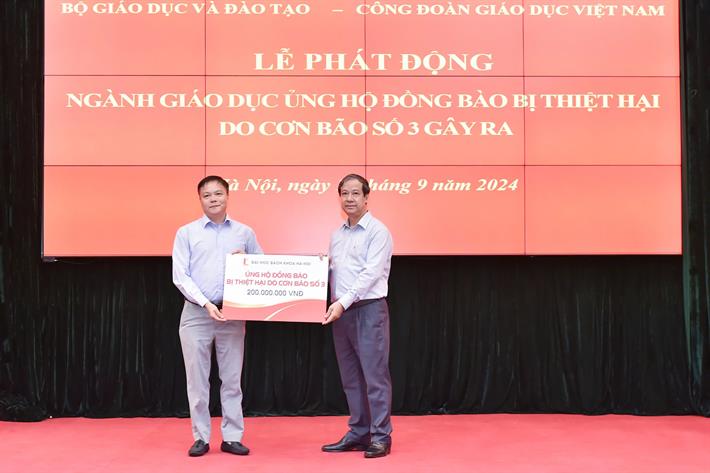 BỘ GIÁO DỤC VÀ ĐÀO TẠO – CÔNG ĐOÀN GIÁO DỤC VIỆT NAM
LỄ PHÁT ĐỘNG
NGÀNH GIÁO DỤC ỦNG HỘ ĐỒNG BÀO BỊ THIỆT HẠI
DO CƠN BÃO SỐ 3 GÂY RA
Hà Nội, ngày tháng 9 năm 2024
ĐẠI HỌC BÁCH KHOA HÀ NỘI
ỦNG HỘ ĐỒNG BÀO
BỊ THIỆT HẠI DO CƠN BÃO SỐ 3
200.000.000 VNĐ